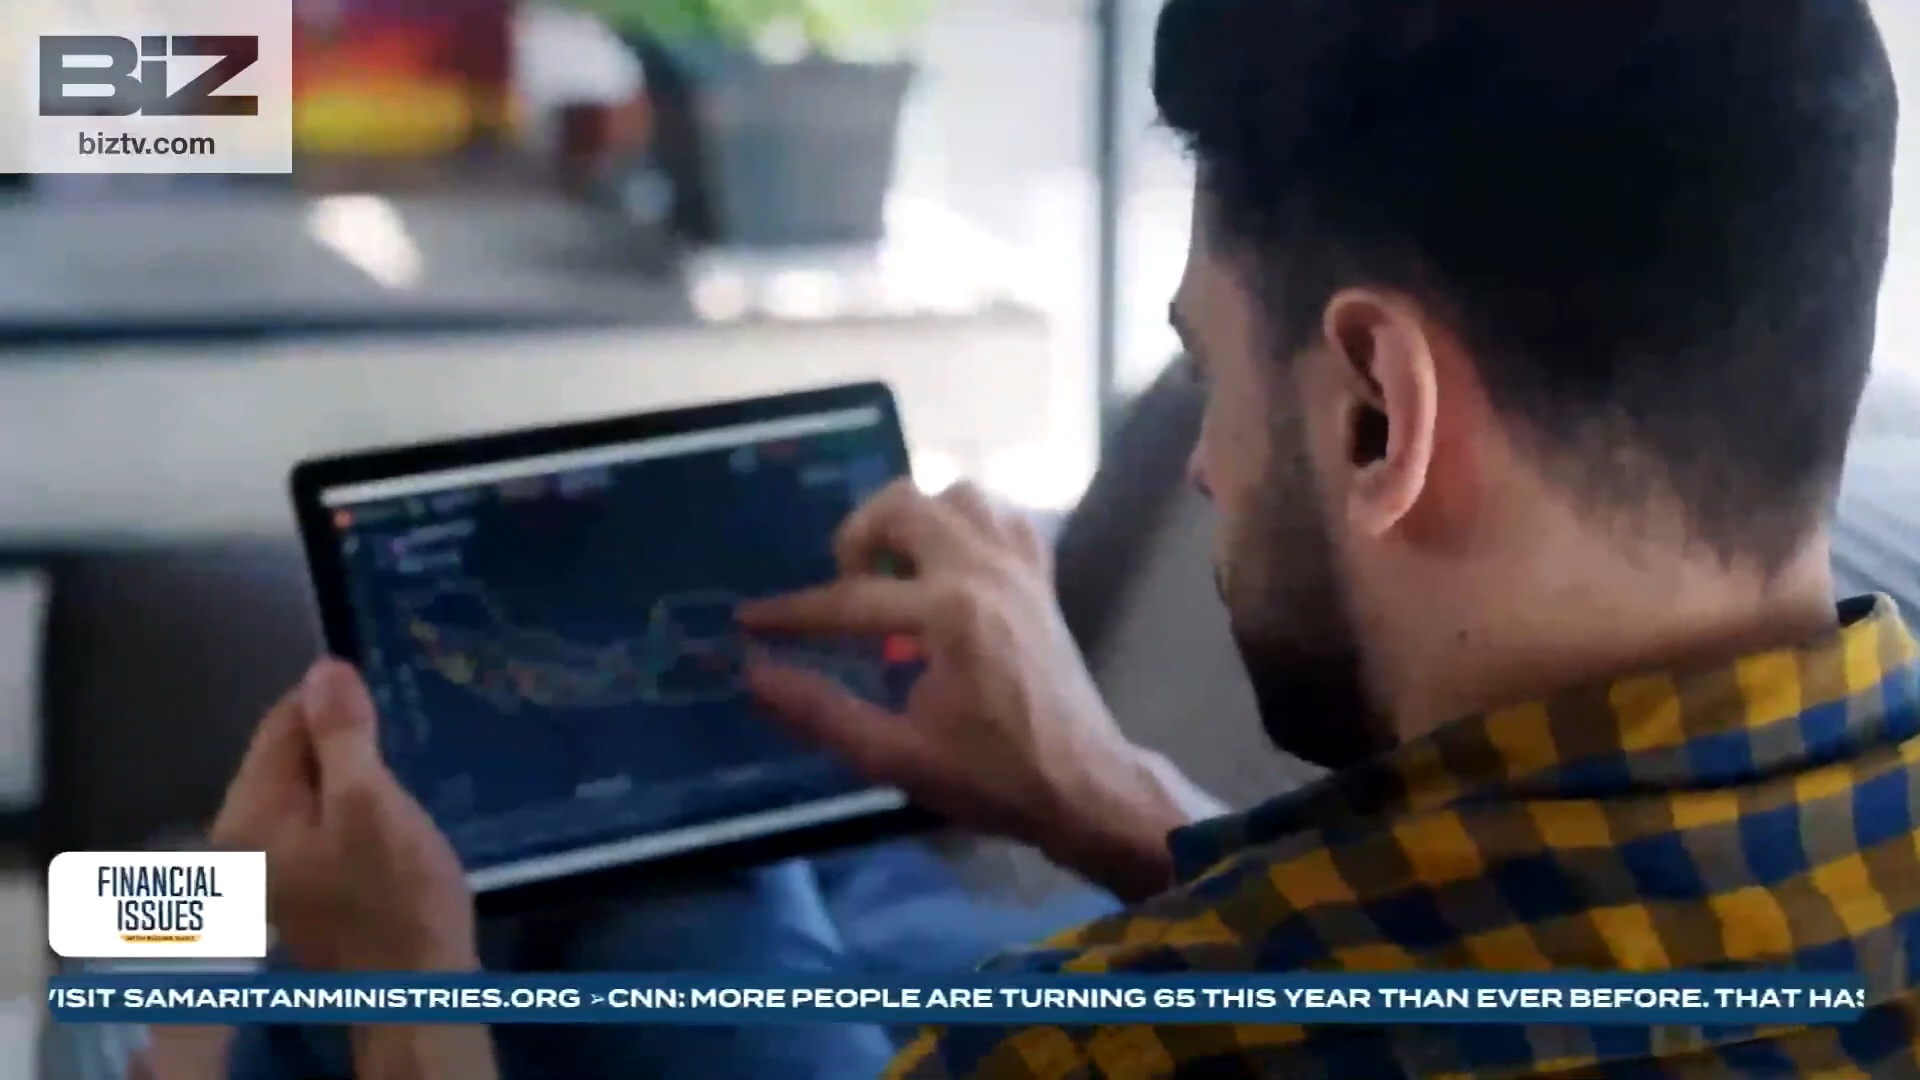 BiZ
biztv.com
FINANCIAL
ISSUES
VISIT SAMARITANMINISTRIES.ORG ➢CNN: MORE PEOPLE ARE TURNING 65 THIS YEAR THAN EVER BEFORE. THAT HAS